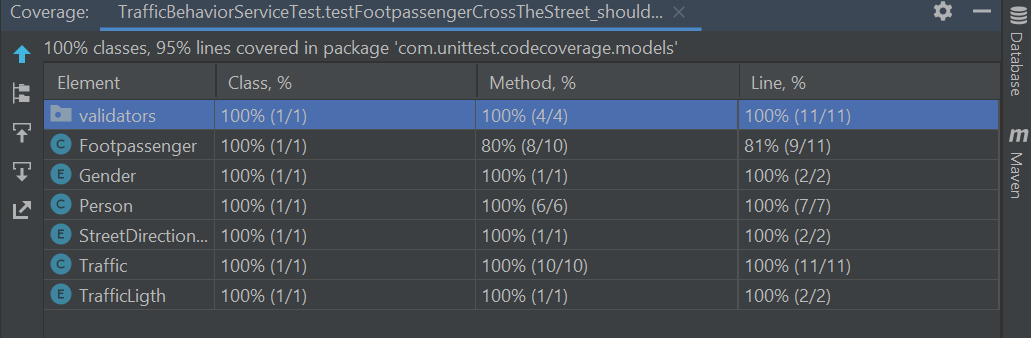 Coverage: TrafficBehaviorServiceTest.testFootpassengerCrossTheStreet_should...
100% classes, 95% lines covered in package 'com.unittest.codecoverage.models'
Element Class, % Method, % Line, %
validators 100% (1/1) 100% (4/4) 100% (11/11)
C Footpassenger 100% (1/1) 80% (8/10) 81% (9/11)
E Gender 100% (1/1) 100% (1/1) 100% (2/2)
C Person 100% (1/1) 100% (6/6) 100% (7/7)
E StreetDirection... 100% (1/1) 100% (1/1) 100% (2/2)
C Traffic 100% (1/1) 100% (10/10) 100% (11/11)
E TrafficLigth 100% (1/1) 100% (1/1) 100% (2/2)
Database
m Maven